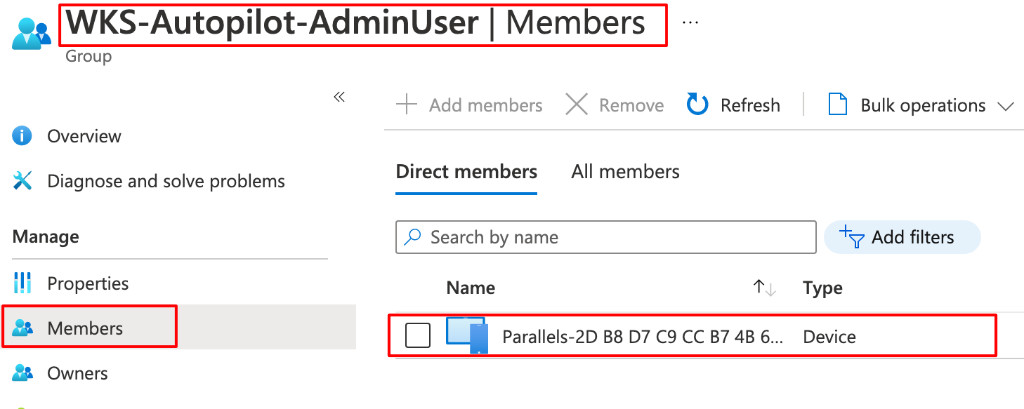 WKS-Autopilot-AdminUser | Members ...
Group
«
Overview
Diagnose and solve problems
Manage
Properties
Members
Owners
Add members Remove Refresh Bulk operations
Direct members All members
Search by name Add filters
Name Type
Parallels-2D B8 D7 C9 CC B7 4B 6... Device